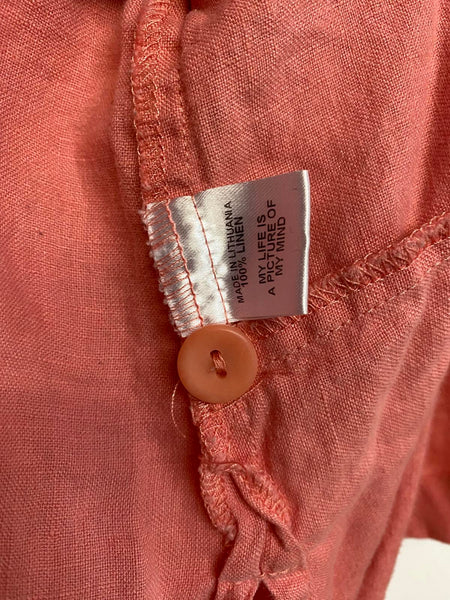 MADE IN LITHUANIA
100% LINEN
MY LIFE IS
A PICTURE OF
MY MIND